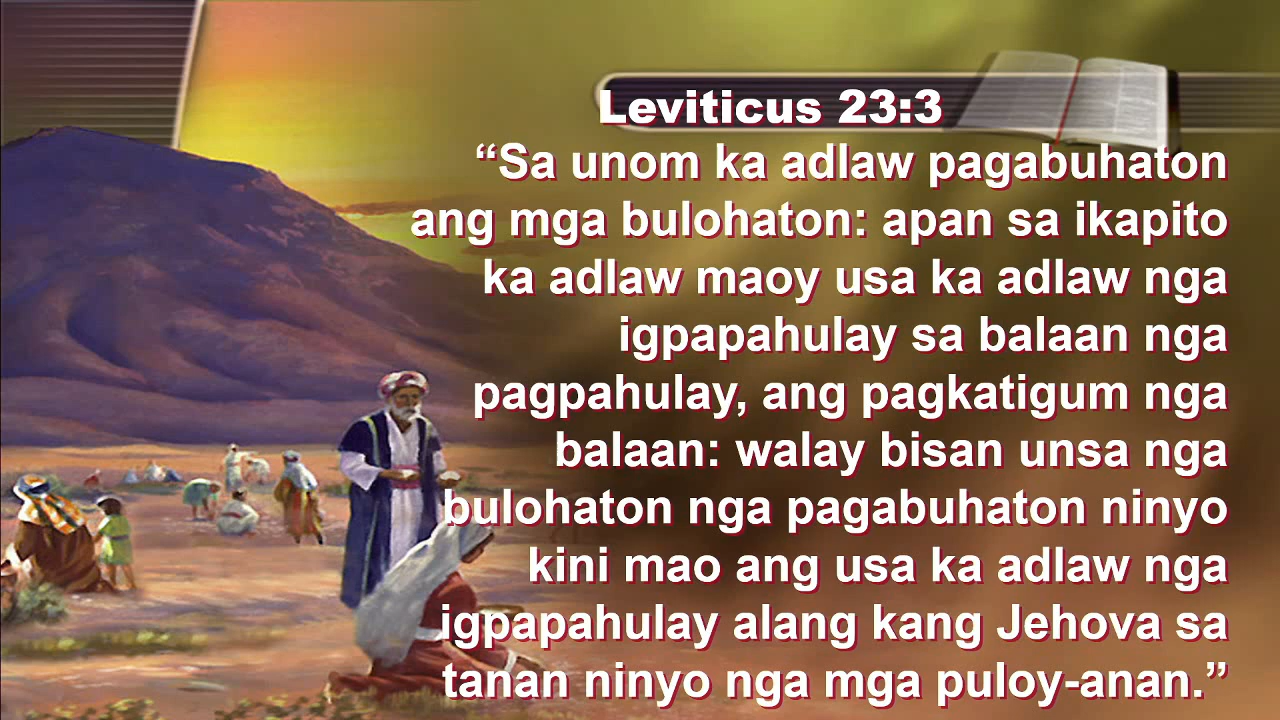 Leviticus 23:3
“Sa unom ka adlaw pagabuhaton
ang mga bulohaton: apan sa ikapito
ka adlaw maoy usa ka adlaw nga
igpapahulay sa balaan nga
pagpahulay, ang pagkatigum nga
balaan: walay bisan unsa nga
bulohaton nga pagabuhaton ninyo
kini mao ang usa ka adlaw nga
igpapahulay alang kang Jehova sa
tanan ninyo nga mga puloy-anan.”